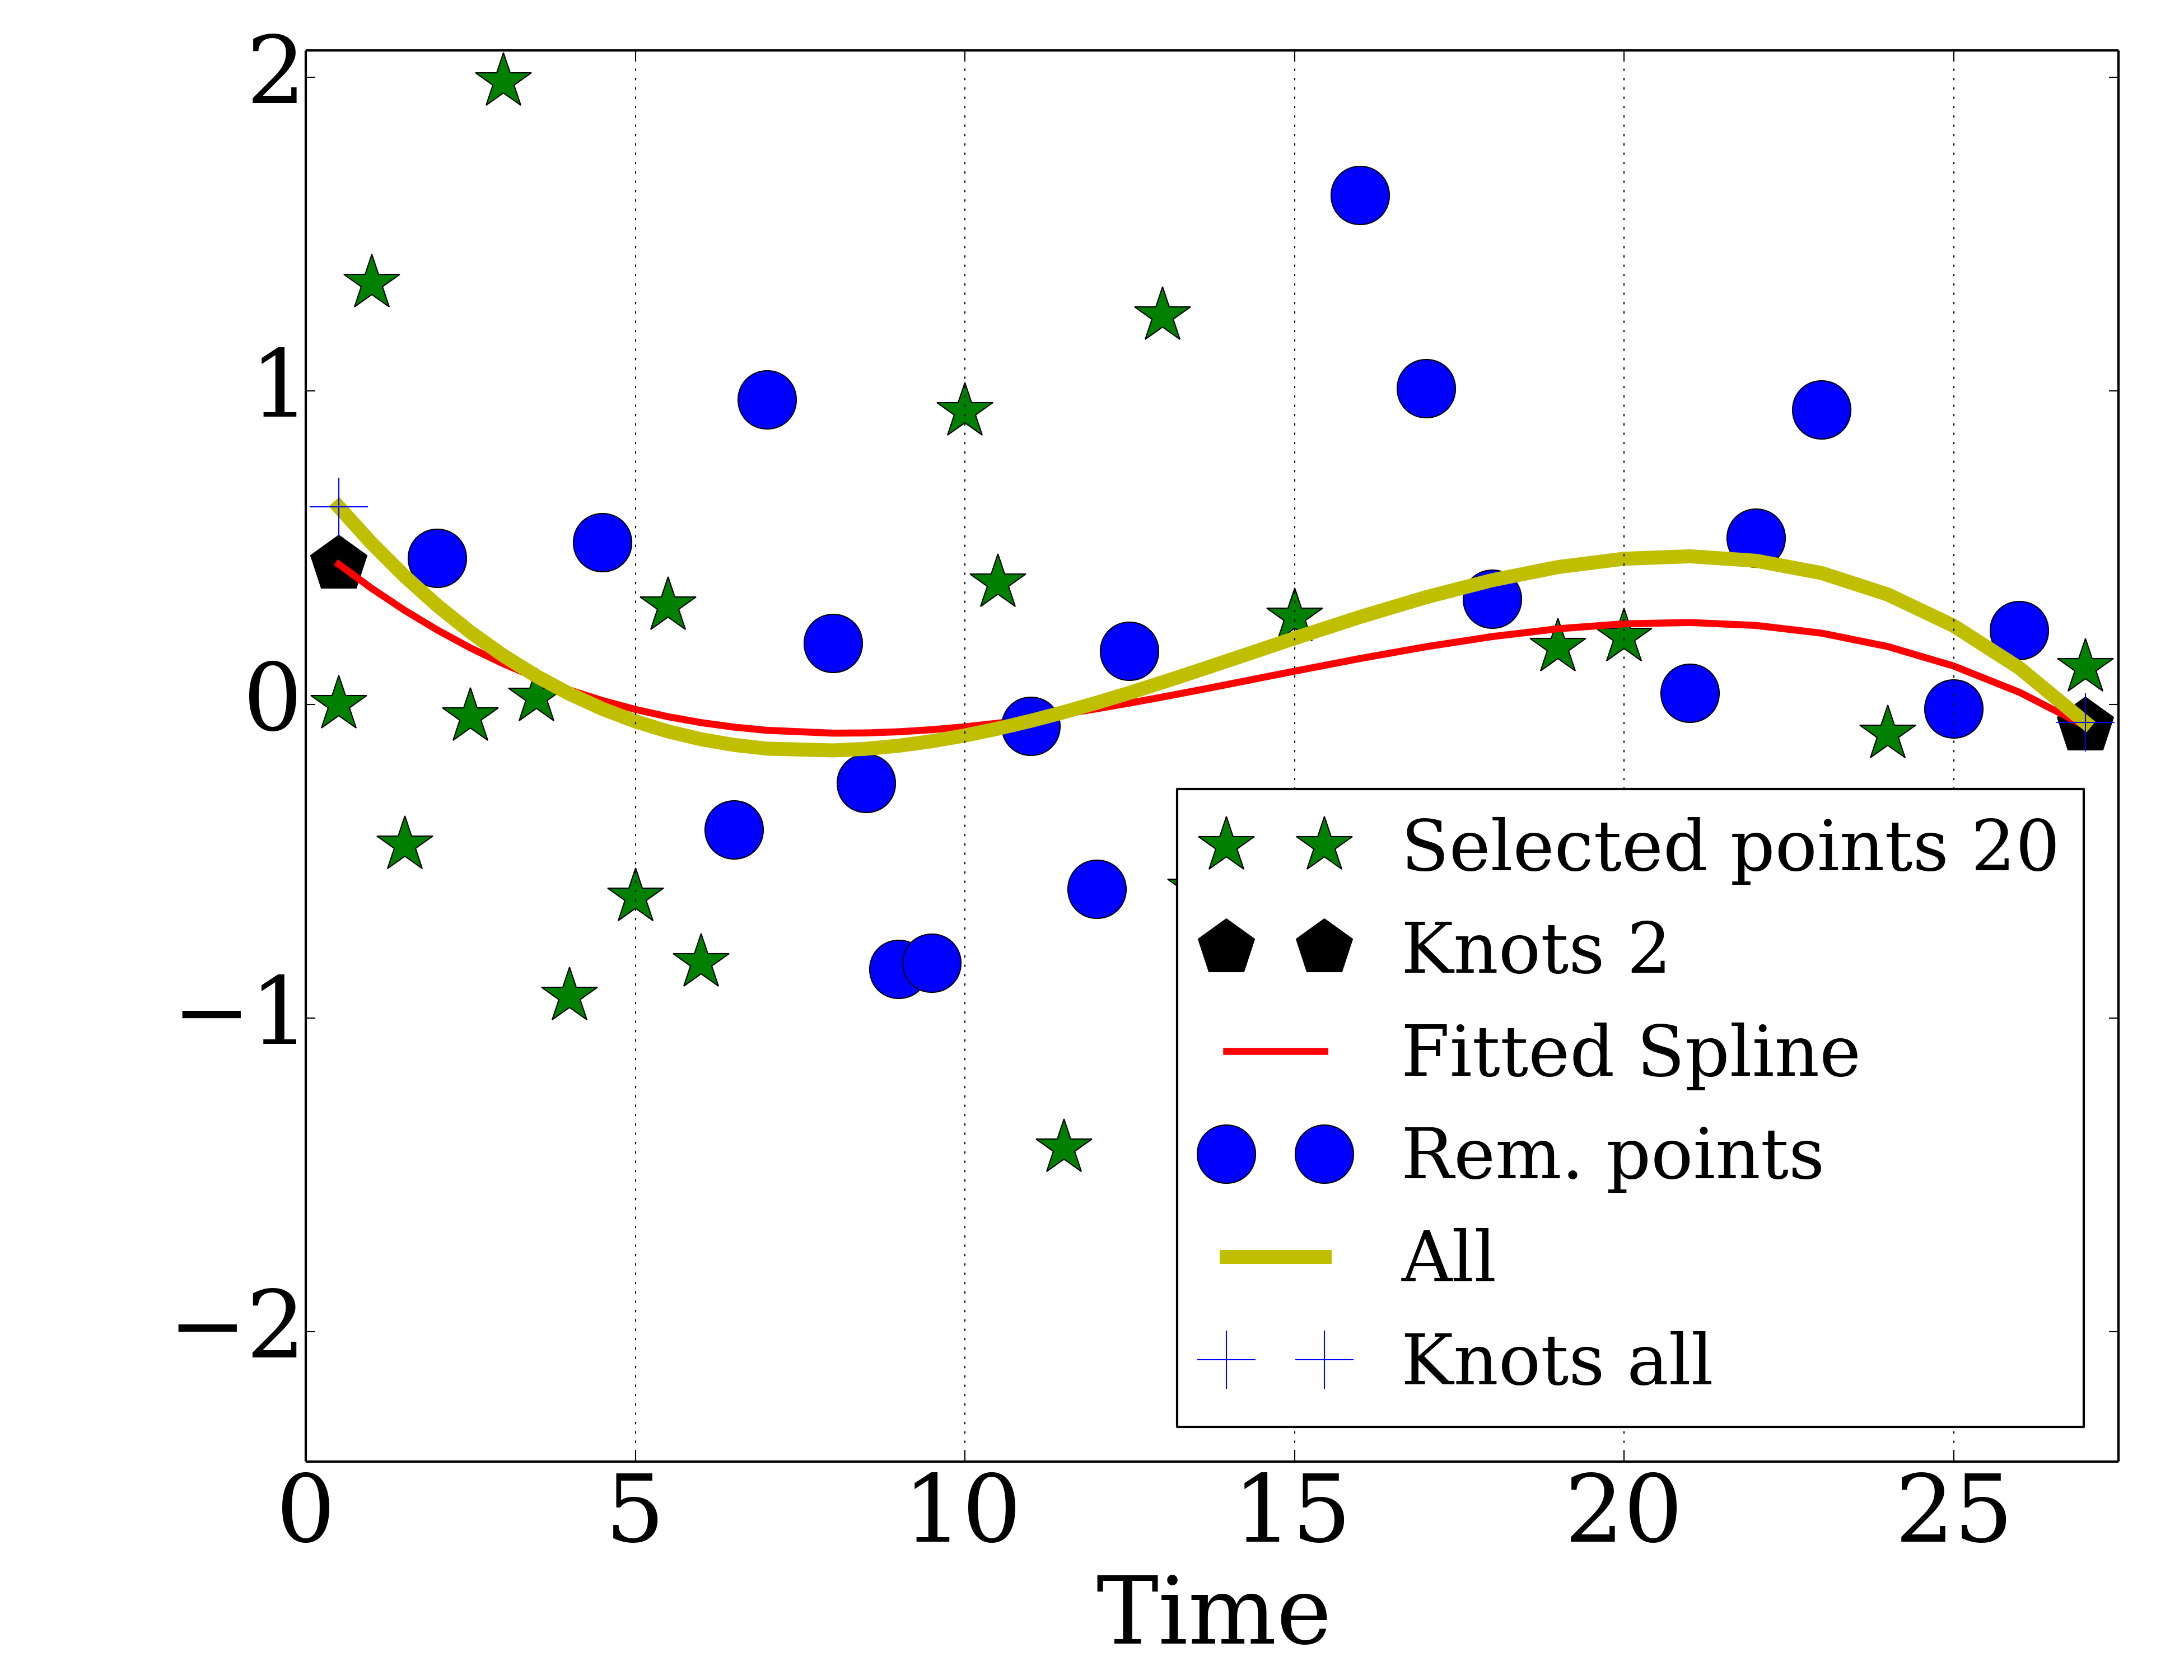 2
1
0
−1
−2
0 5 10 15 20 25
Time
Selected points 20
Knots 2
Fitted Spline
Rem. points
All
Knots all